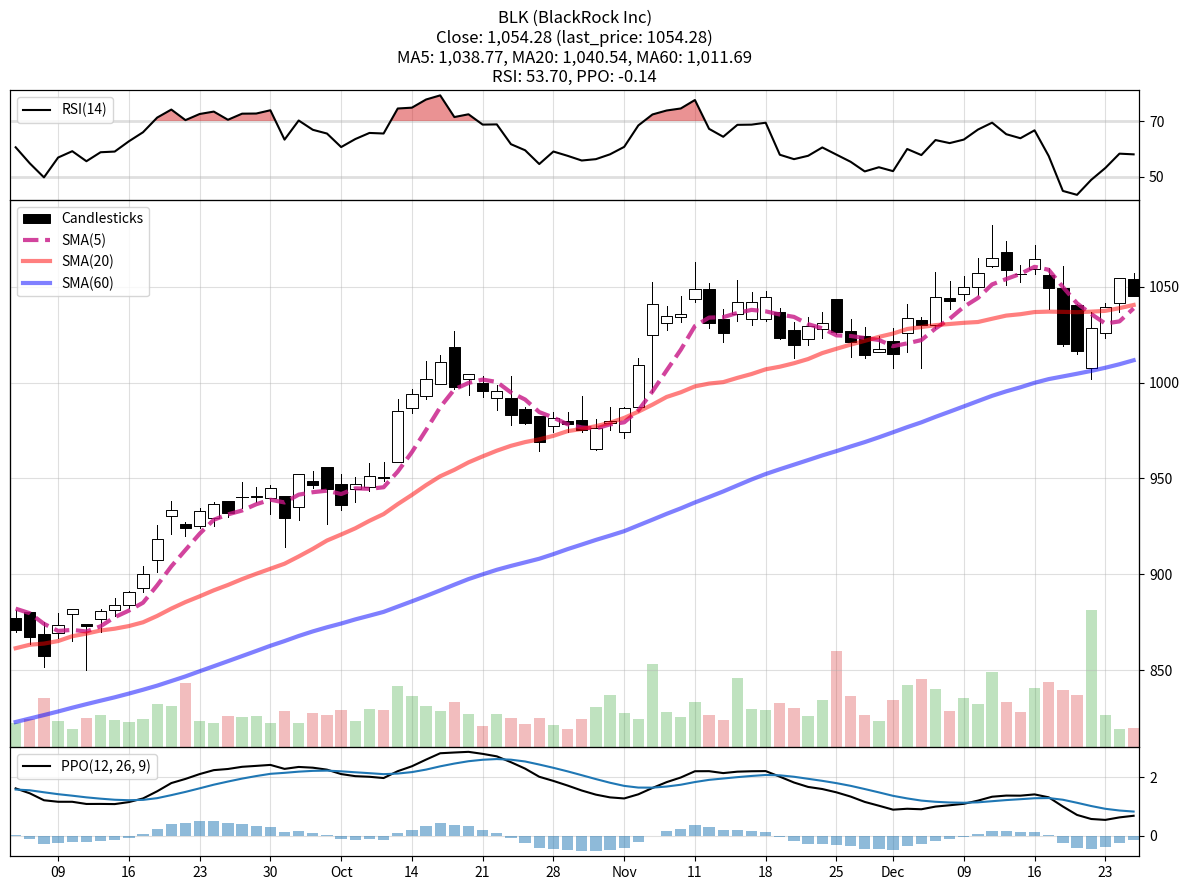 BLK (BlackRock Inc)
Close: 1,054.28 (last_price: 1054.28)
MA5: 1,038.77, MA20: 1,040.54, MA60: 1,011.69
RSI: 53.70, PPO: -0.14
RSI(14)
70
50
Candlesticks
SMA(5)
SMA(20)
SMA(60)
1050
1000
950
900
850
PPO(12, 26, 9)
2
0
09 16 23 30 Oct 14 21 28 Nov 11 18 25 Dec 09 16 23